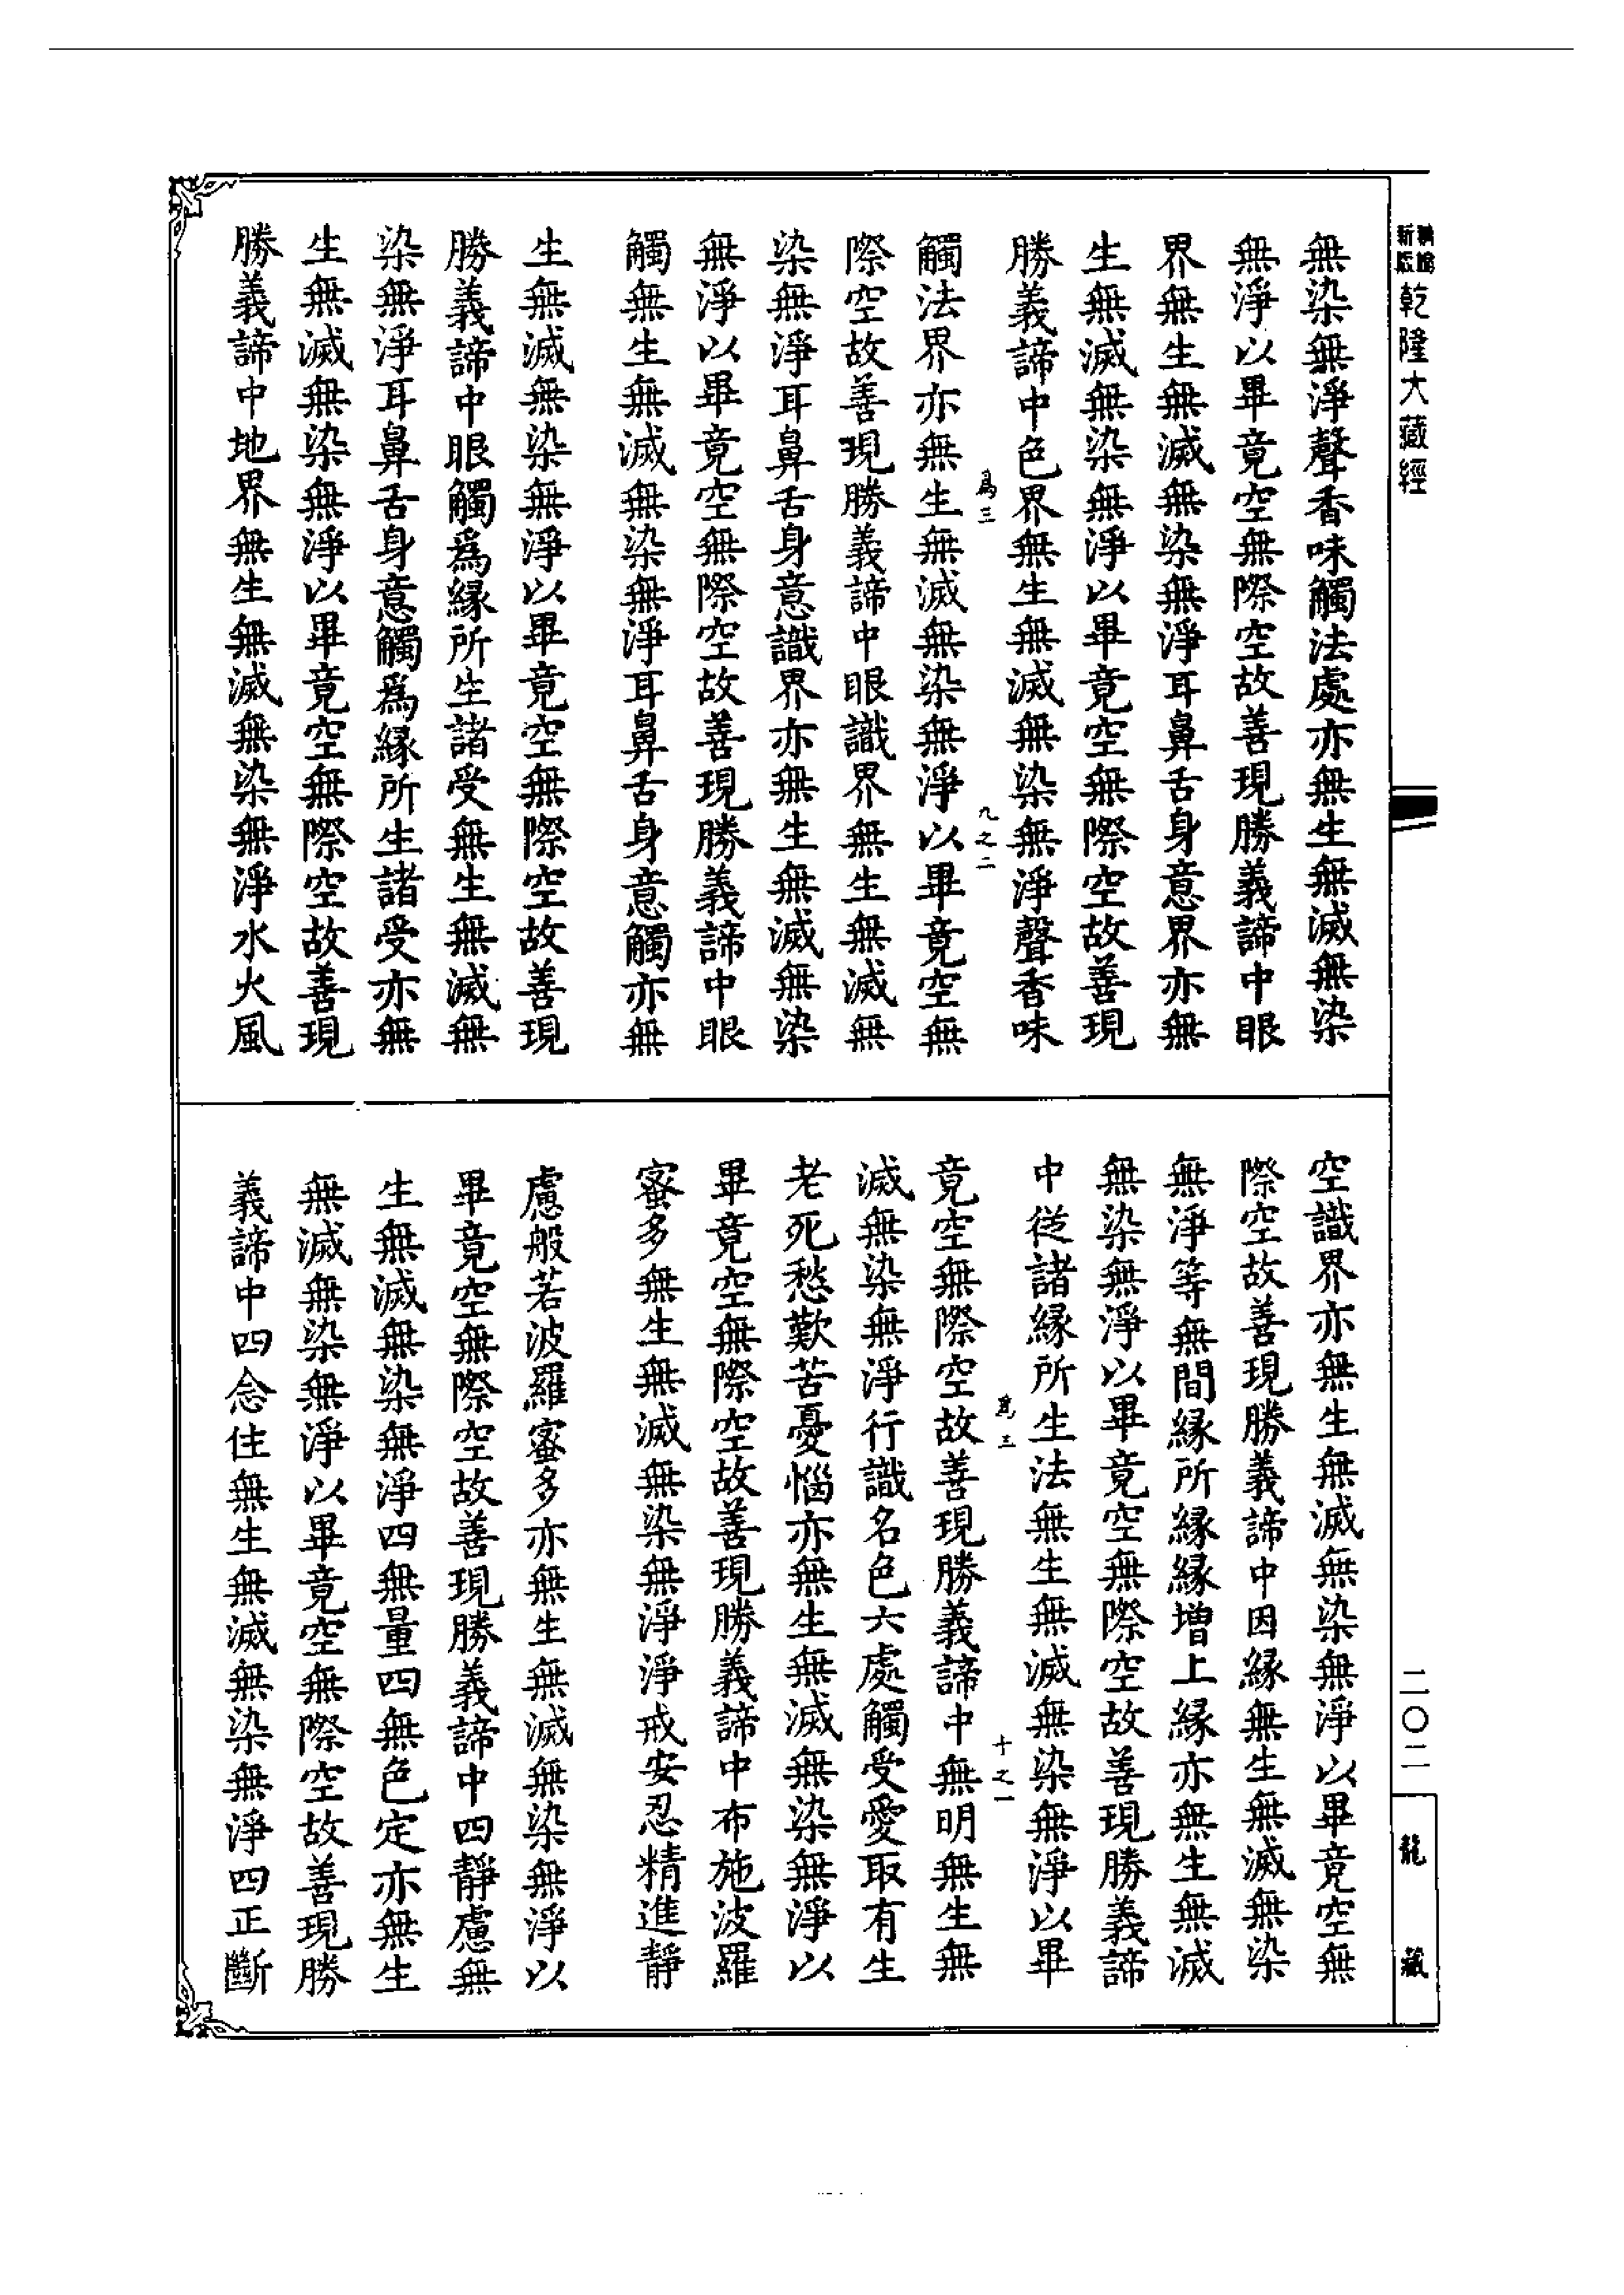 新版
乾隆大藏經
無染無淨聲香味觸法處亦無生無滅無染
無淨以畢竟空無際空故善現勝義諦中眼
界無生無滅無染無淨耳鼻舌身意界亦無
生無滅無染無淨以畢竟空無際空故善現
勝義諦中色界無生無滅無染無淨聲香味
爲三 九之二
觸法界亦無生無滅無染無淨以畢竟空無
際空故善現勝義諦中眼識界無生無滅無
染無淨耳鼻舌身意識界亦無生無滅無染
無淨以畢竟空無際空故善現勝義諦中眼
觸無生無滅無染無淨耳鼻舌身意觸亦無
生無滅無染無淨以畢竟空無際空故善現
勝義諦中眼觸爲緣所生諸受無生無滅無
染無淨耳鼻舌身意觸爲緣所生諸受亦無
生無滅無染無淨以畢竟空無際空故善現
勝義諦中地界無生無滅無染無淨水火風
空識界亦無生無滅無染無淨以畢竟空無
際空故善現勝義諦中因緣無生無滅無染
無淨等無間緣所緣緣增上緣亦無生無滅
無染無淨以畢竟空無際空故善現勝義諦
中從諸緣所生法無生無滅無染無淨以畢
爲三 十之一
竟空無際空故善現勝義諦中無明無生無
滅無染無淨行識名色六處觸受愛取有生
老死愁歎苦憂惱亦無生無滅無染無淨以
畢竟空無際空故善現勝義諦中布施波羅
蜜多無生無滅無染無淨淨戒安忍精進靜
慮般若波羅蜜多亦無生無滅無染無淨以
畢竟空無際空故善現勝義諦中四靜慮無
生無滅無染無淨四無量四無色定亦無生
無滅無染無淨以畢竟空無際空故善現勝
義諦中四念住無生無滅無染無淨四正斷
二〇二
龍藏